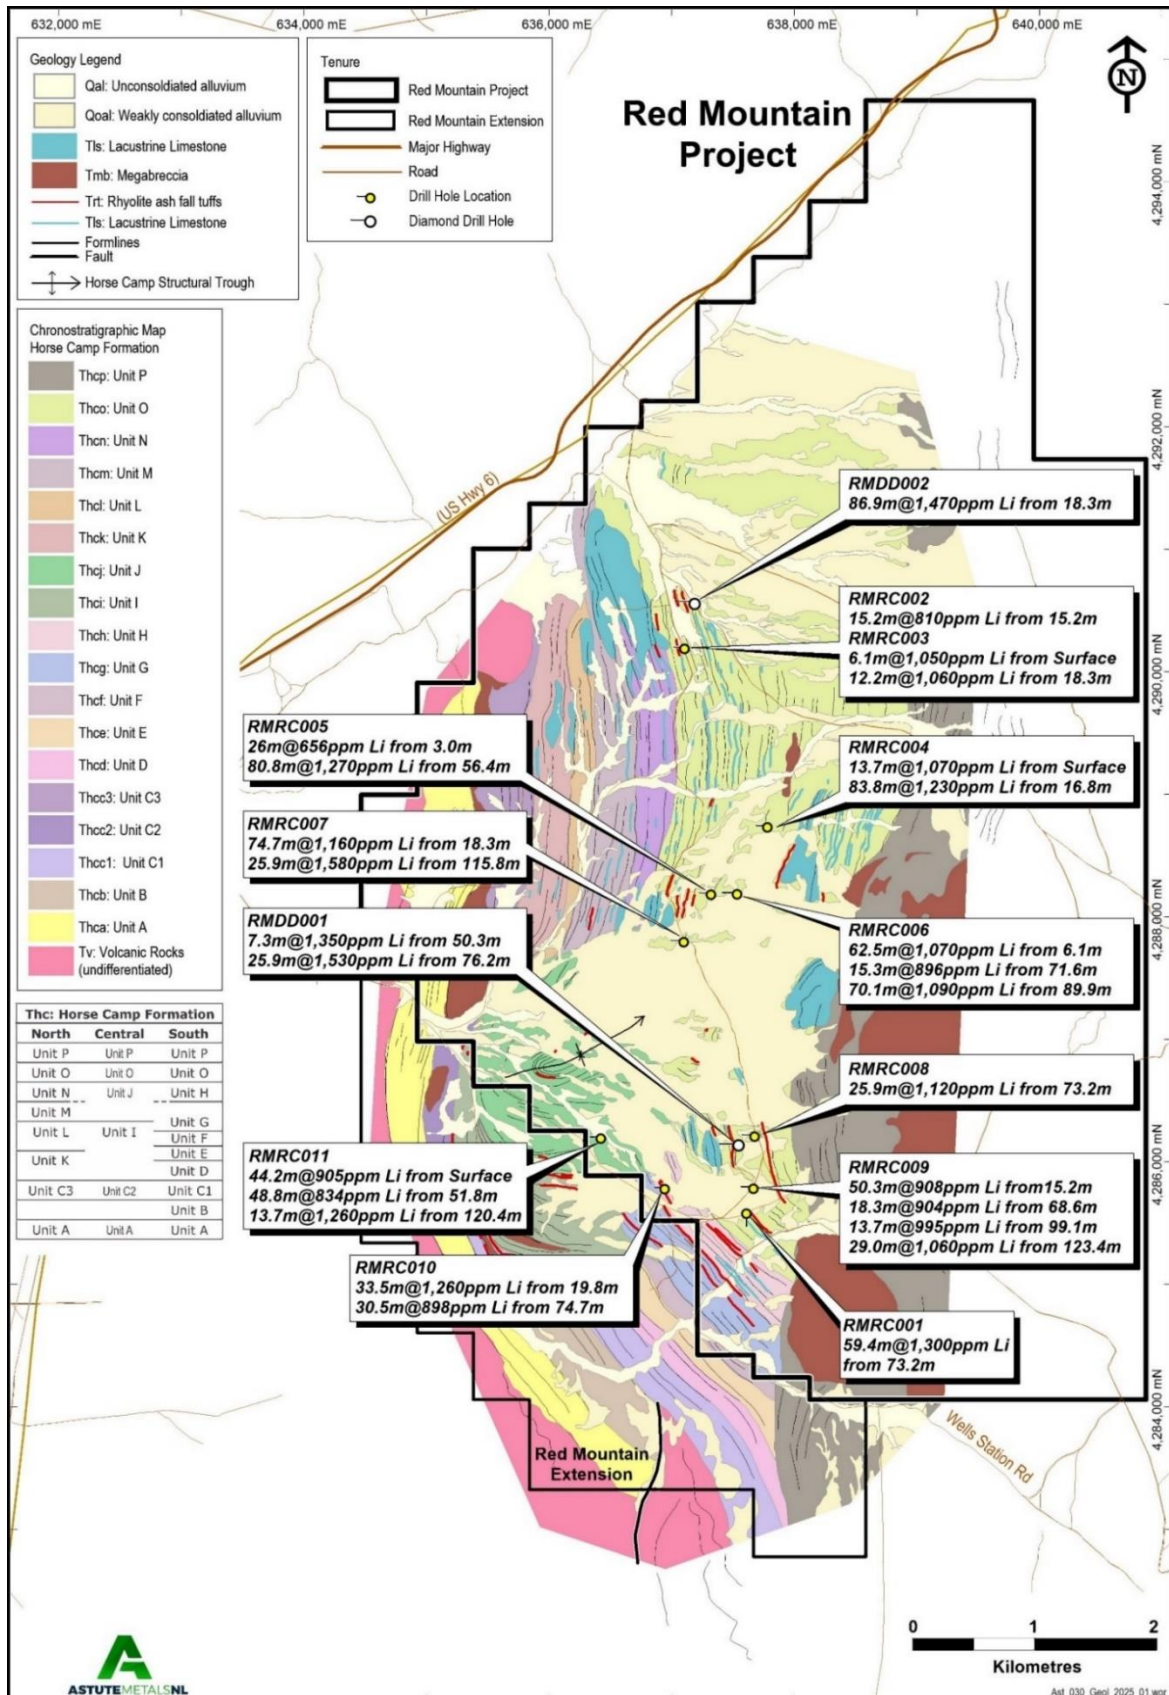 632,000 mE
634,000 mE
636,000 mE
638,000 mE
640,000 mE
Geology Legend
Qal: Unconsoldiated alluvium
Qoal: Weakly consoldiated alluvium
Tls: Lacustrine Limestone
Tmb: Megabreccia
Trt: Rhyolite ash fall tuffs
Tls: Lacustrine Limestone
Formlines
Fault
Horse Camp Structural Trough
Tenure
Red Mountain Project
Red Mountain Extension
Major Highway
Road
Drill Hole Location
Diamond Drill Hole
Red Mountain
Project
N
4,294,000 mN
4,292,000 mN
4,290,000 mN
4,288,000 mN
4,286,000 mN
4,284,000 mN
Chronostratigraphic Map
Horse Camp Formation
Thcp: Unit P
Thco: Unit O
Thcn: Unit N
Thcm: Unit M
Thcl: Unit L
Thck: Unit K
Thcj: Unit J
Thci: Unit I
Thch: Unit H
Thcg: Unit G
Thcf: Unit F
Thce: Unit E
Thcd: Unit D
Thcc3: Unit C3
Thcc2: Unit C2
Thcc1: Unit C1
Thcb: Unit B
Thca: Unit A
Tv: Volcanic Rocks
(undifferentiated)
Thc: Horse Camp Formation
North Central South
Unit P Unit P Unit P
Unit O Unit O Unit O
Unit N Unit J Unit H
Unit M
Unit G
Unit L Unit I
Unit F
Unit E
Unit K
Unit D
Unit C3 Unit C2 Unit C1
Unit B
Unit A Unit A Unit A
(US Hwy 6)
RMDD002
86.9m@1,470ppm Li from 18.3m
RMRC002
15.2m@810ppm Li from 15.2m
RMRC003
6.1m@1,050ppm Li from Surface
12.2m@1,060ppm Li from 18.3m
RMRC005
26m@656ppm Li from 3.0m
80.8m@1,270ppm Li from 56.4m
RMRC004
13.7m@1,070ppm Li from Surface
83.8m@1,230ppm Li from 16.8m
RMRC007
74.7m@1,160ppm Li from 18.3m
25.9m@1,580ppm Li from 115.8m
RMDD001
7.3m@1,350ppm Li from 50.3m
25.9m@1,530ppm Li from 76.2m
RMRC006
62.5m@1,070ppm Li from 6.1m
15.3m@896ppm Li from 71.6m
70.1m@1,090ppm Li from 89.9m
RMRC008
25.9m@1,120ppm Li from 73.2m
RMRC011
44.2m@905ppm Li from Surface
48.8m@834ppm Li from 51.8m
13.7m@1,260ppm Li from 120.4m
RMRC009
50.3m@908ppm Li from15.2m
18.3m@904ppm Li from 68.6m
13.7m@995ppm Li from 99.1m
29.0m@1,060ppm Li from 123.4m
RMRC010
33.5m@1,260ppm Li from 19.8m
30.5m@898ppm Li from 74.7m
RMRC001
59.4m@1,300ppm Li
from 73.2m
Red Mountain
Extension
Wells Station Rd
0 1 2
Kilometres
ASTUTEMETALSNL
Ast_030_Geol_2025_01.wor